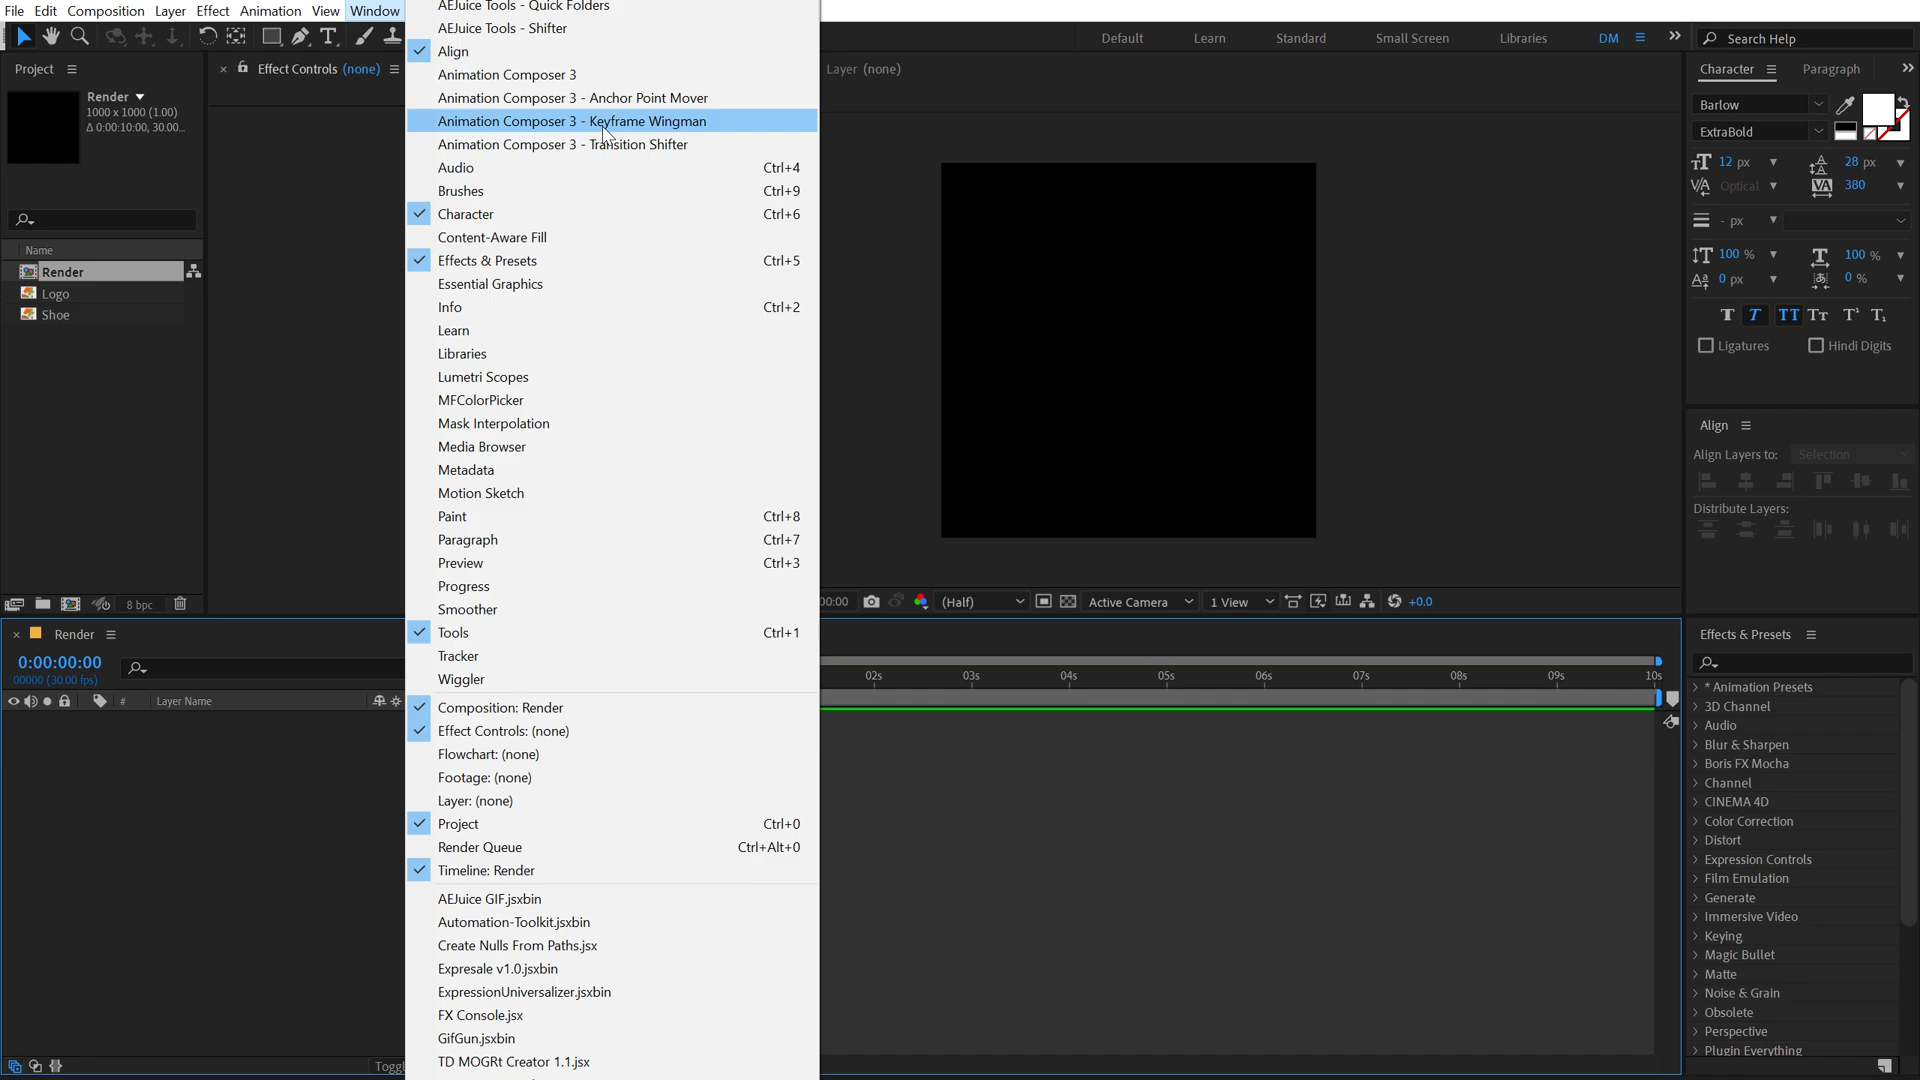 File Edit Composition Layer Effect Animation View Window
Default Learn Standard Small Screen Libraries DM Search Help
Project
Effect Controls (none)
Layer (none)
Render
1000 x 1000 (1.00)
Δ 0:00:10:00, 30.00...
Name
Render
Logo
Shoe
8 bpc
AEJuice Tools - Quick Folders
AEJuice Tools - Shifter
Align
Animation Composer 3
Animation Composer 3 - Anchor Point Mover
Animation Composer 3 - Keyframe Wingman
Animation Composer 3 - Transition Shifter
Audio Ctrl+4
Brushes Ctrl+9
Character Ctrl+6
Content-Aware Fill
Effects & Presets Ctrl+5
Essential Graphics
Info Ctrl+2
Learn
Libraries
Lumetri Scopes
MFColorPicker
Mask Interpolation
Media Browser
Metadata
Motion Sketch
Paint Ctrl+8
Paragraph Ctrl+7
Preview Ctrl+3
Progress
Smoother
Tools Ctrl+1
Tracker
Wiggler
Composition: Render
Effect Controls: (none)
Flowchart: (none)
Footage: (none)
Layer: (none)
Project Ctrl+0
Render Queue Ctrl+Alt+0
Timeline: Render
AEJuice GIF.jsxbin
Automation-Toolkit.jsxbin
Create Nulls From Paths.jsx
Expresale v1.0.jsxbin
ExpressionUniversalizer.jsxbin
FX Console.jsx
GifGun.jsxbin
TD MOGRt Creator 1.1.jsx
Character Paragraph
Barlow
ExtraBold
12 px 28 px
Optical 380
- px
100 % 100 %
0 px 0 %
T T TT Tт T¹ T₁
Ligatures Hindi Digits
Align
Align Layers to: Selection
Distribute Layers:
00:00 (Half) Active Camera 1 View +0.0
Render
0:00:00:00
00000 (30.00 fps)
# Layer Name
02s 03s 04s 05s 06s 07s 08s 09s 10s
Toggl
Effects & Presets
* Animation Presets
3D Channel
Audio
Blur & Sharpen
Boris FX Mocha
Channel
CINEMA 4D
Color Correction
Distort
Expression Controls
Film Emulation
Generate
Immersive Video
Keying
Magic Bullet
Matte
Noise & Grain
Obsolete
Perspective
Plugin Everything